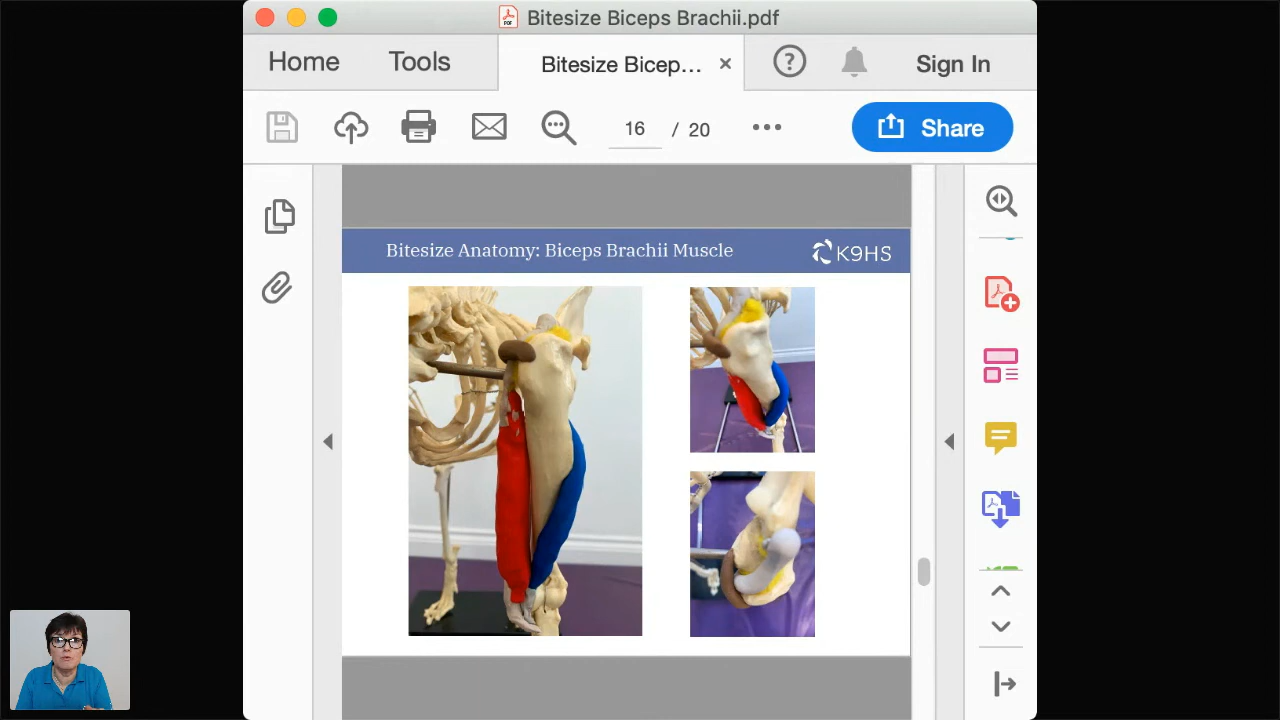 Bitesize Biceps Brachii.pdf
Home
Tools
Bitesize Bicep...
Sign In
16 / 20
Share
Bitesize Anatomy: Biceps Brachii Muscle
K9HS